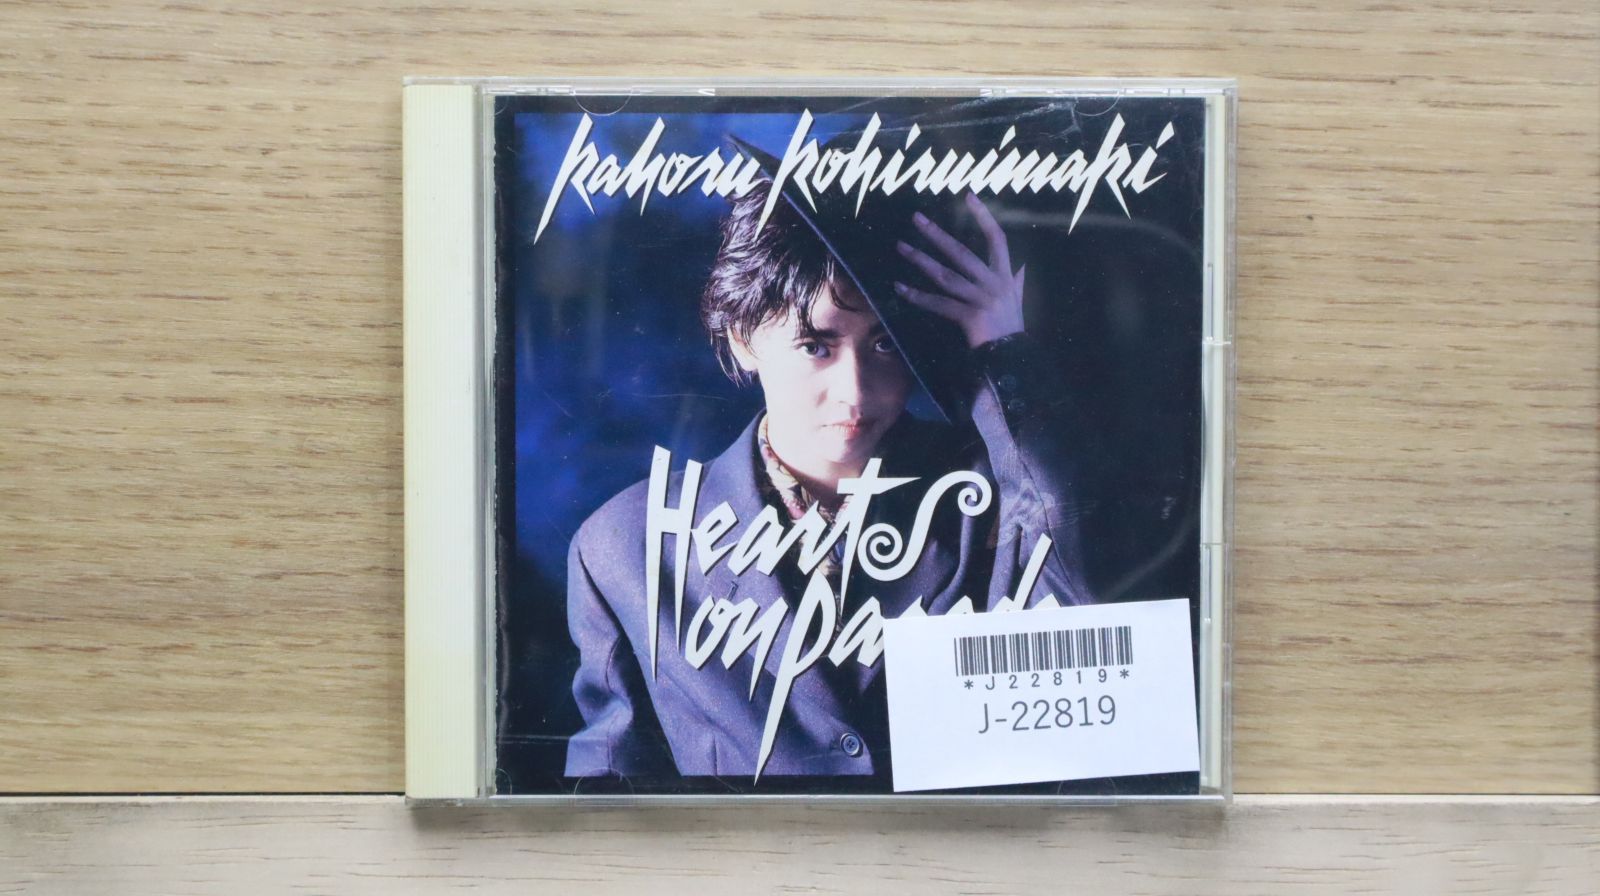 Kahoru Kohiruimaki
Hearts
on Parade
*J22819*
J-22819